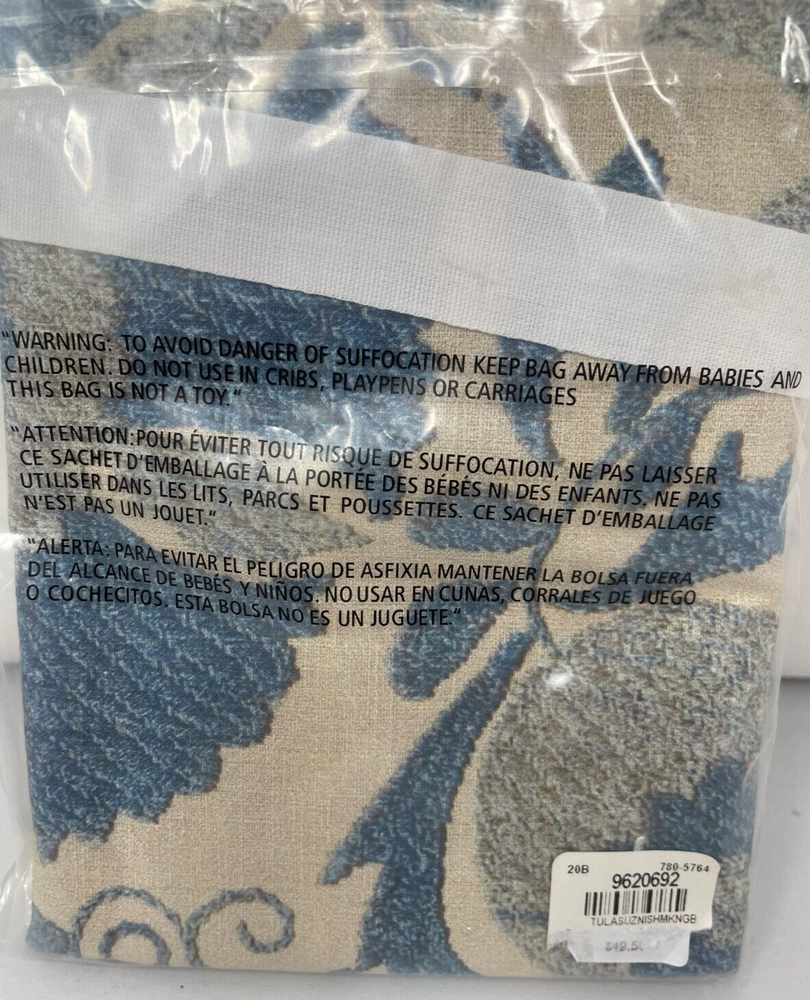 "WARNING: TO AVOID DANGER OF SUFFOCATION KEEP BAG AWAY FROM BABIES AND
CHILDREN. DO NOT USE IN CRIBS, PLAYPENS OR CARRIAGES
THIS BAG IS NOT A TOY."
"ATTENTION:POUR ÉVITER TOUT RISQUE DE SUFFOCATION, NE PAS LAISSER
CE SACHET D'EMBALLAGE À LA PORTÉE DES BÉBÉS NI DES ENFANTS. NE PAS
UTILISER DANS LES LITS, PARCS ET POUSSETTES. CE SACHET D'EMBALLAGE
N'EST PAS UN JOUET."
"ALERTA: PARA EVITAR EL PELIGRO DE ASFIXIA MANTENER LA BOLSA FUERA
DEL ALCANCE DE BEBÉS Y NIÑOS. NO USAR EN CUNAS, CORRALES DE JUEGO
O COCHECITOS. ESTA BOLSA NO ES UN JUGUETE."
20B 780-5764
9620692
TULASUZNISHMKNGB